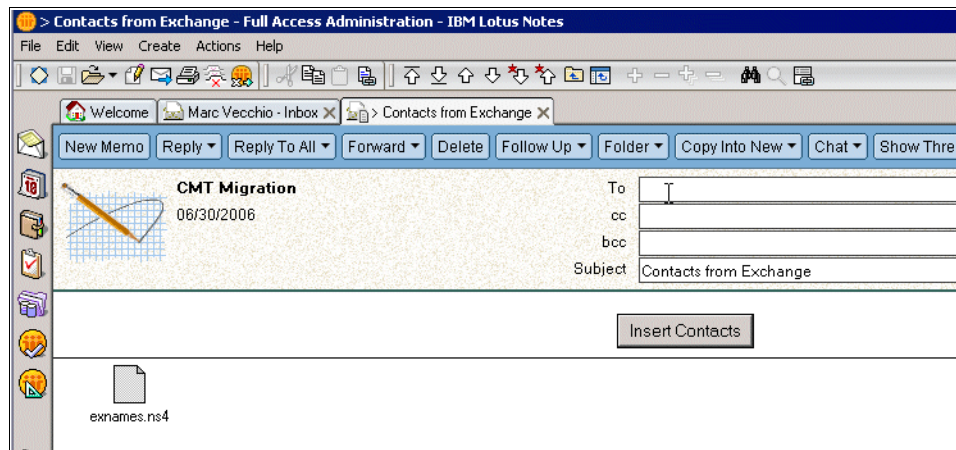 > Contacts from Exchange - Full Access Administration - IBM Lotus Notes
File Edit View Create Actions Help
Welcome Marc Vecchio - Inbox > Contacts from Exchange
New Memo Reply Reply To All Forward Delete Follow Up Folder Copy Into New Chat Show Thre
CMT Migration To
06/30/2006 cc
bcc
Subject Contacts from Exchange
Insert Contacts
exnames.ns4